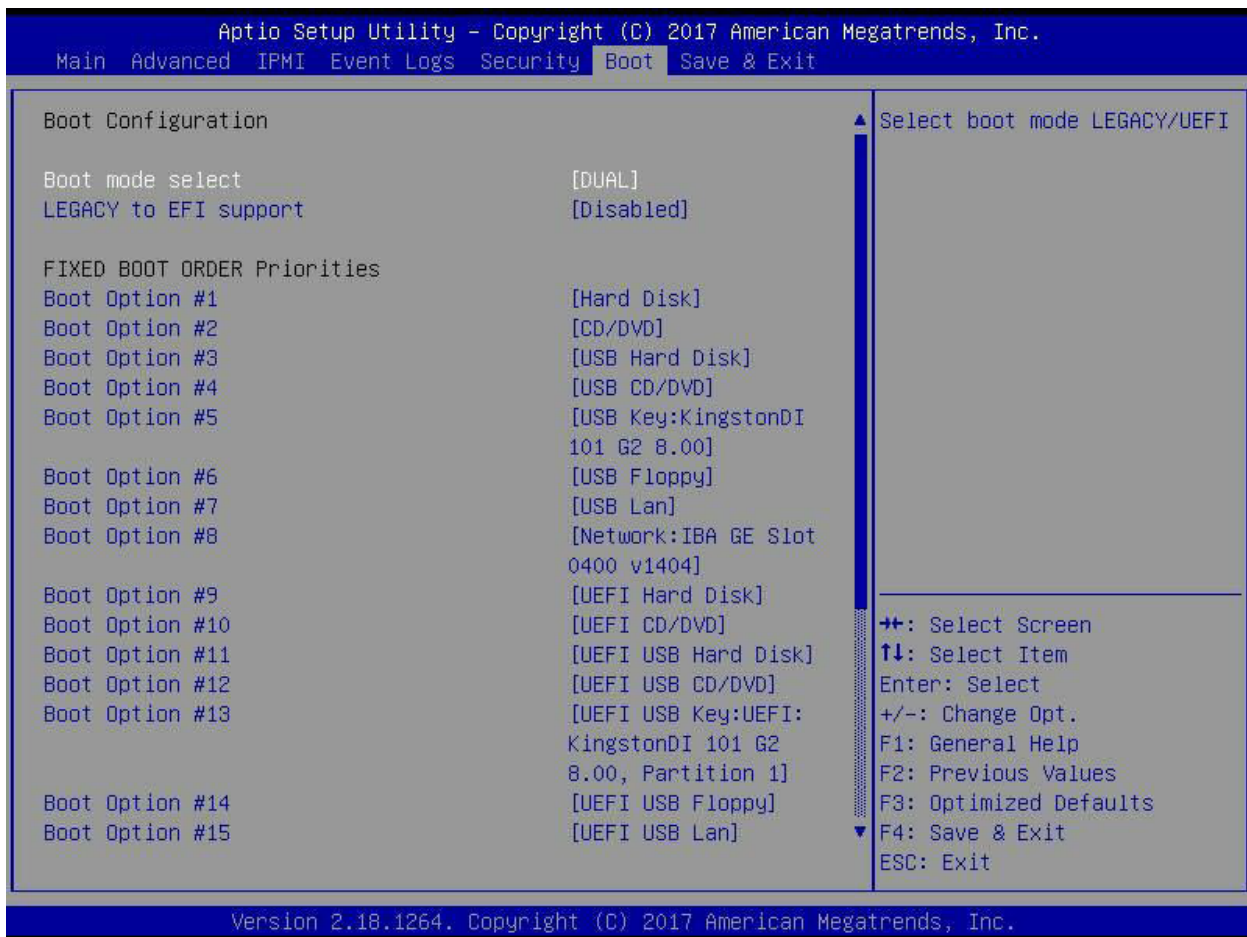 Aptio Setup Utility – Copyright (C) 2017 American Megatrends, Inc.
Main Advanced IPMI Event Logs Security Boot Save & Exit
Boot Configuration
Select boot mode LEGACY/UEFI
Boot mode select [DUAL]
LEGACY to EFI support [Disabled]
FIXED BOOT ORDER Priorities
Boot Option #1 [Hard Disk]
Boot Option #2 [CD/DVD]
Boot Option #3 [USB Hard Disk]
Boot Option #4 [USB CD/DVD]
Boot Option #5 [USB Key:KingstonDI
101 G2 8.00]
Boot Option #6 [USB Floppy]
Boot Option #7 [USB Lan]
Boot Option #8 [Network:IBA GE Slot
0400 v1404]
Boot Option #9 [UEFI Hard Disk]
Boot Option #10 [UEFI CD/DVD]
Boot Option #11 [UEFI USB Hard Disk]
Boot Option #12 [UEFI USB CD/DVD]
Boot Option #13 [UEFI USB Key:UEFI:
KingstonDI 101 G2
8.00, Partition 1]
Boot Option #14 [UEFI USB Floppy]
Boot Option #15 [UEFI USB Lan]
→←: Select Screen
↑↓: Select Item
Enter: Select
+/-: Change Opt.
F1: General Help
F2: Previous Values
F3: Optimized Defaults
F4: Save & Exit
ESC: Exit
Version 2.18.1264. Copyright (C) 2017 American Megatrends, Inc.